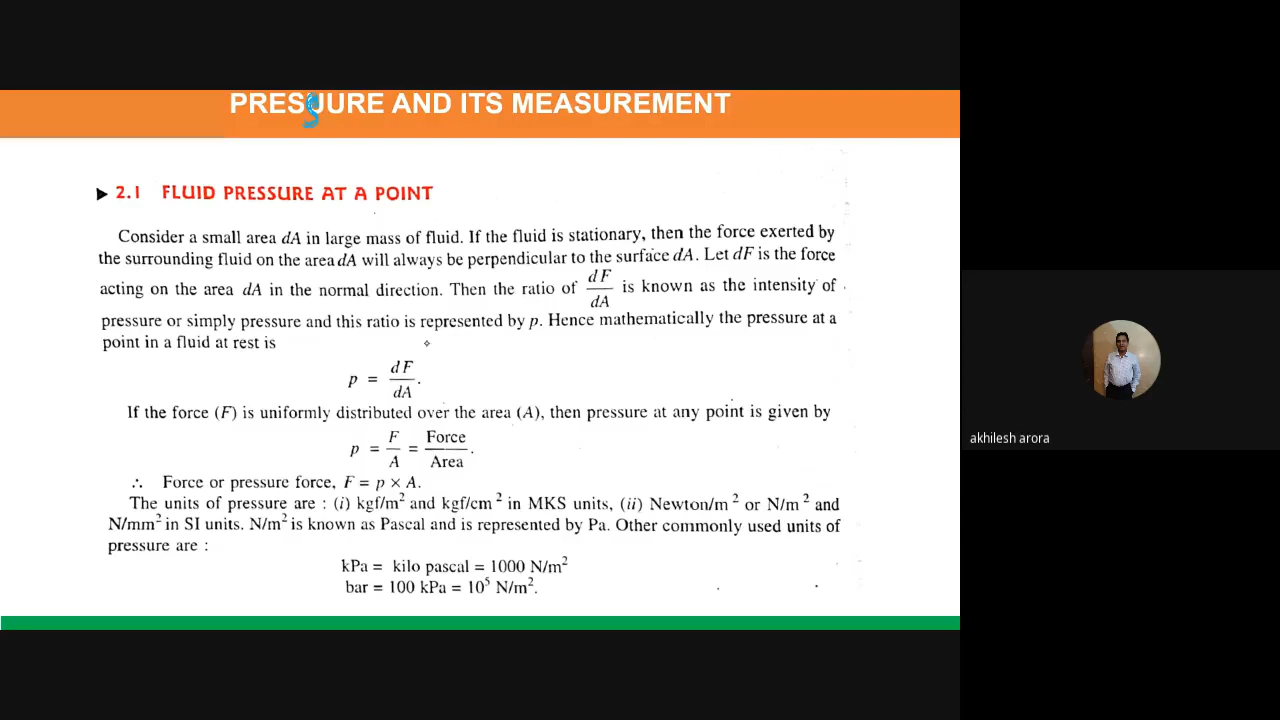 PRESSURE AND ITS MEASUREMENT
2.1 FLUID PRESSURE AT A POINT
Consider a small area dA in large mass of fluid. If the fluid is stationary, then the force exerted by
the surrounding fluid on the area dA will always be perpendicular to the surface dA. Let dF is the force
acting on the area dA in the normal direction. Then the ratio of dF/dA is known as the intensity of
pressure or simply pressure and this ratio is represented by p. Hence mathematically the pressure at a
point in a fluid at rest is
p = dF/dA.
If the force (F) is uniformly distributed over the area (A), then pressure at any point is given by
p = F/A = Force/Area.
∴ Force or pressure force, F = p × A.
The units of pressure are : (i) kgf/m² and kgf/cm² in MKS units, (ii) Newton/m² or N/m² and
N/mm² in SI units. N/m² is known as Pascal and is represented by Pa. Other commonly used units of
pressure are :
kPa = kilo pascal = 1000 N/m²
bar = 100 kPa = 10⁵ N/m².
akhilesh arora